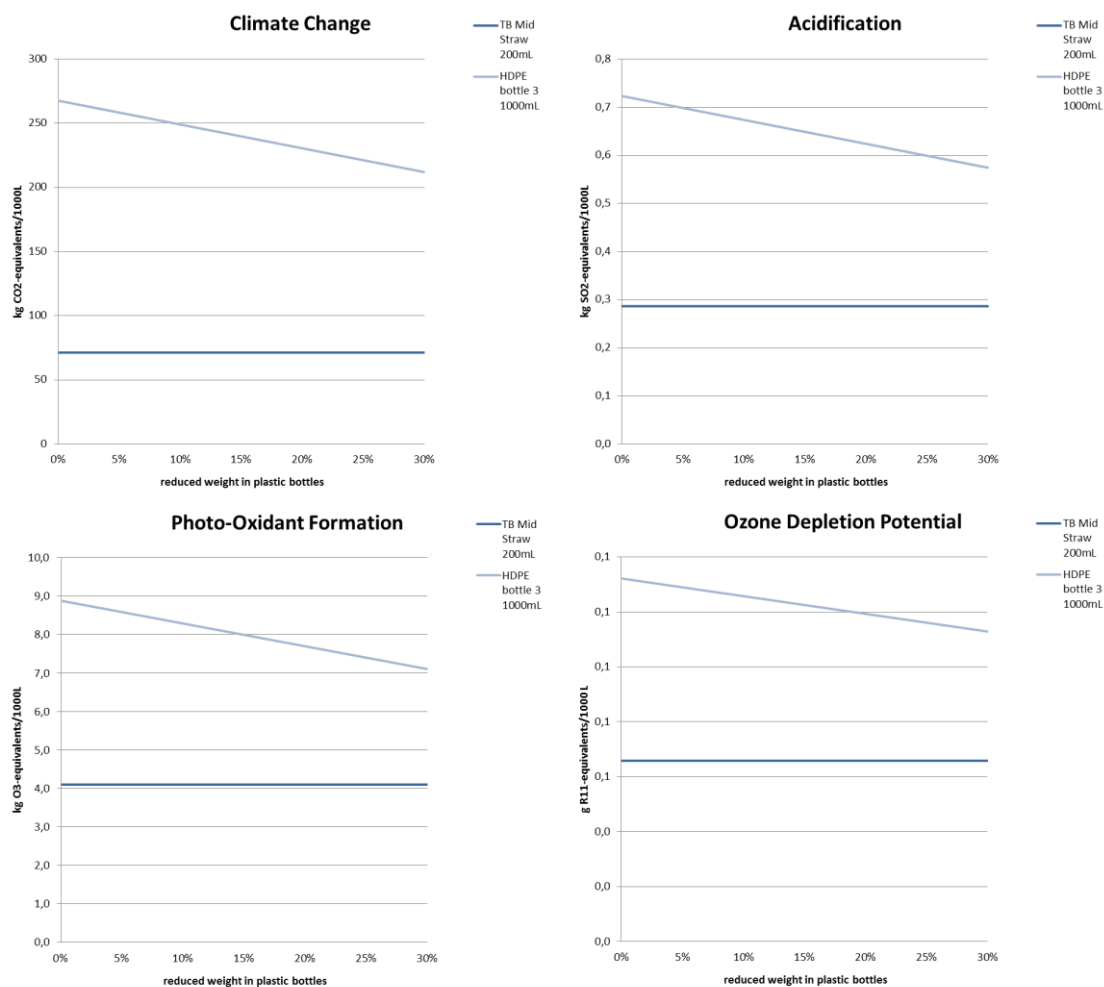 Climate Change
TB Mid
Straw
200mL
HDPE
bottle 3
1000mL
kg CO2-equivalents/1000L
300
250
200
150
100
50
0
0% 5% 10% 15% 20% 25% 30%
reduced weight in plastic bottles
Acidification
TB Mid
Straw
200mL
HDPE
bottle 3
1000mL
kg SO2-equivalents/1000L
0,8
0,7
0,6
0,5
0,4
0,3
0,2
0,1
0,0
0% 5% 10% 15% 20% 25% 30%
reduced weight in plastic bottles
Photo-Oxidant Formation
TB Mid
Straw
200mL
HDPE
bottle 3
1000mL
kg O3-equivalents/1000L
10,0
9,0
8,0
7,0
6,0
5,0
4,0
3,0
2,0
1,0
0,0
0% 5% 10% 15% 20% 25% 30%
reduced weight in plastic bottles
Ozone Depletion Potential
TB Mid
Straw
200mL
HDPE
bottle 3
1000mL
g R11-equivalents/1000 L
0,1
0,1
0,1
0,1
0,1
0,0
0,0
0,0
0% 5% 10% 15% 20% 25% 30%
reduced weight in plastic bottles